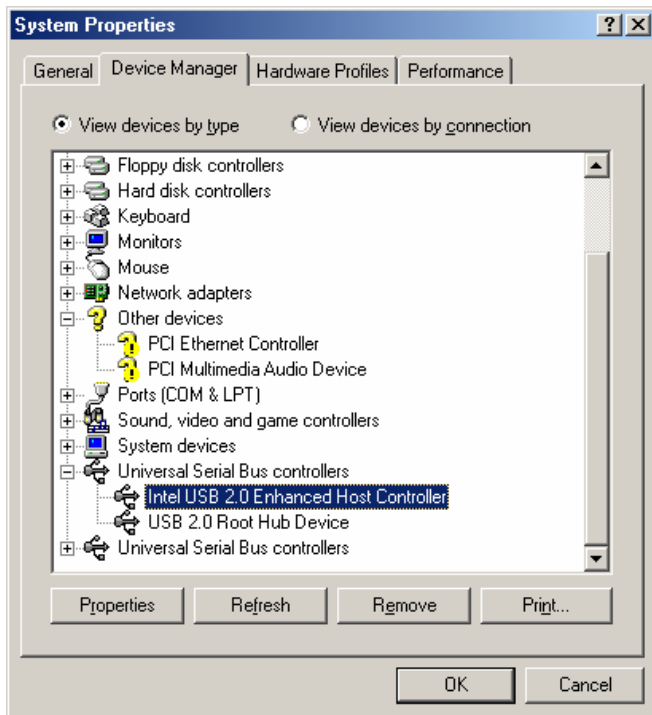 System Properties
General Device Manager Hardware Profiles Performance
View devices by type View devices by connection
Floppy disk controllers
Hard disk controllers
Keyboard
Monitors
Mouse
Network adapters
Other devices
PCI Ethernet Controller
PCI Multimedia Audio Device
Ports (COM & LPT)
Sound, video and game controllers
System devices
Universal Serial Bus controllers
Intel USB 2.0 Enhanced Host Controller
USB 2.0 Root Hub Device
Universal Serial Bus controllers
Properties Refresh Remove Print...
OK Cancel